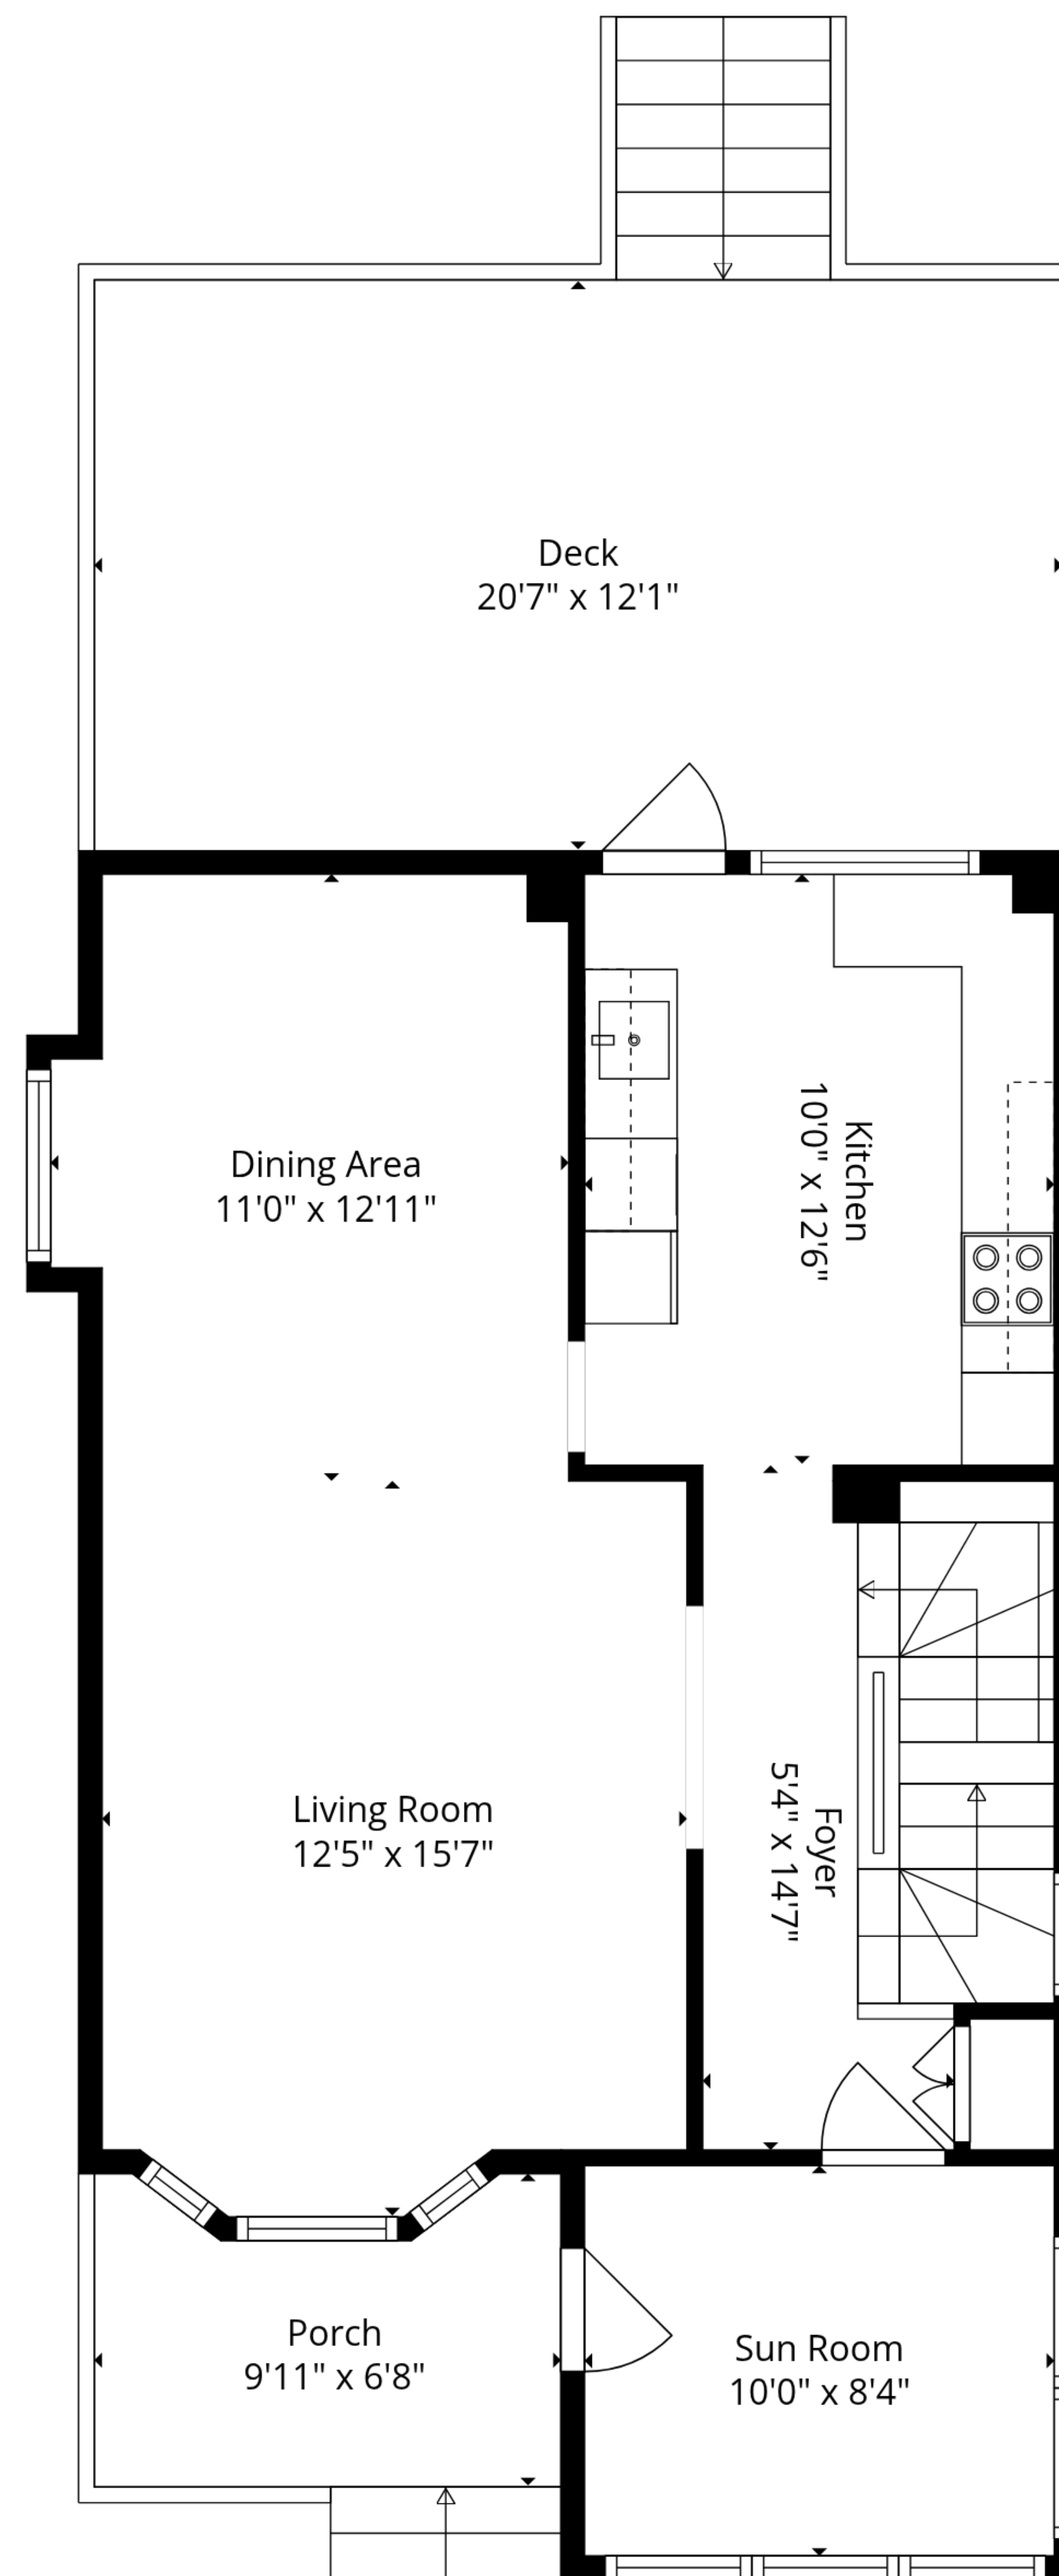 Deck
20'7" x 12'1"
Dining Area
11'0" x 12'11"
Kitchen
10'0" x 12'6"
Living Room
12'5" x 15'7"
Foyer
5'4" x 14'7"
Porch
9'11" x 6'8"
Sun Room
10'0" x 8'4"